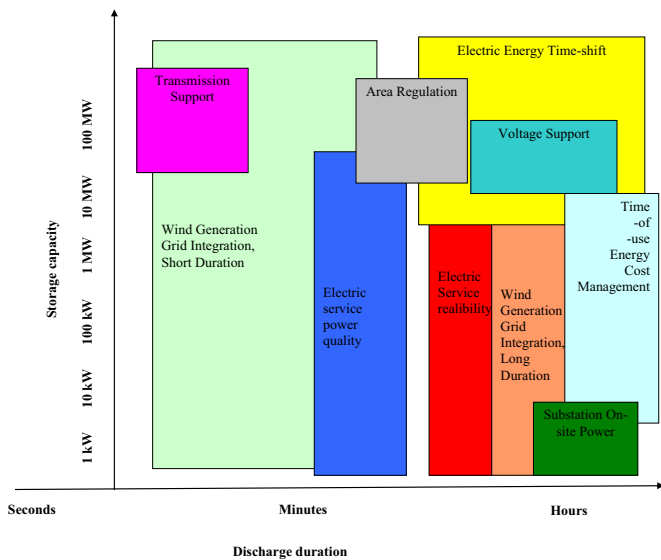 Electric Energy Time-shift
Transmission
Support
Area Regulation
Voltage Support
Time
-of
-use
Energy
Cost
Management
Wind Generation
Grid Integration,
Short Duration
Electric
service
power
quality
Electric
Service
realibility
Wind
Generation
Grid
Integration,
Long
Duration
Substation On-
site Power
Storage capacity
100 MW
10 MW
1 MW
100 kW
10 kW
1 kW
Seconds
Minutes
Hours
Discharge duration